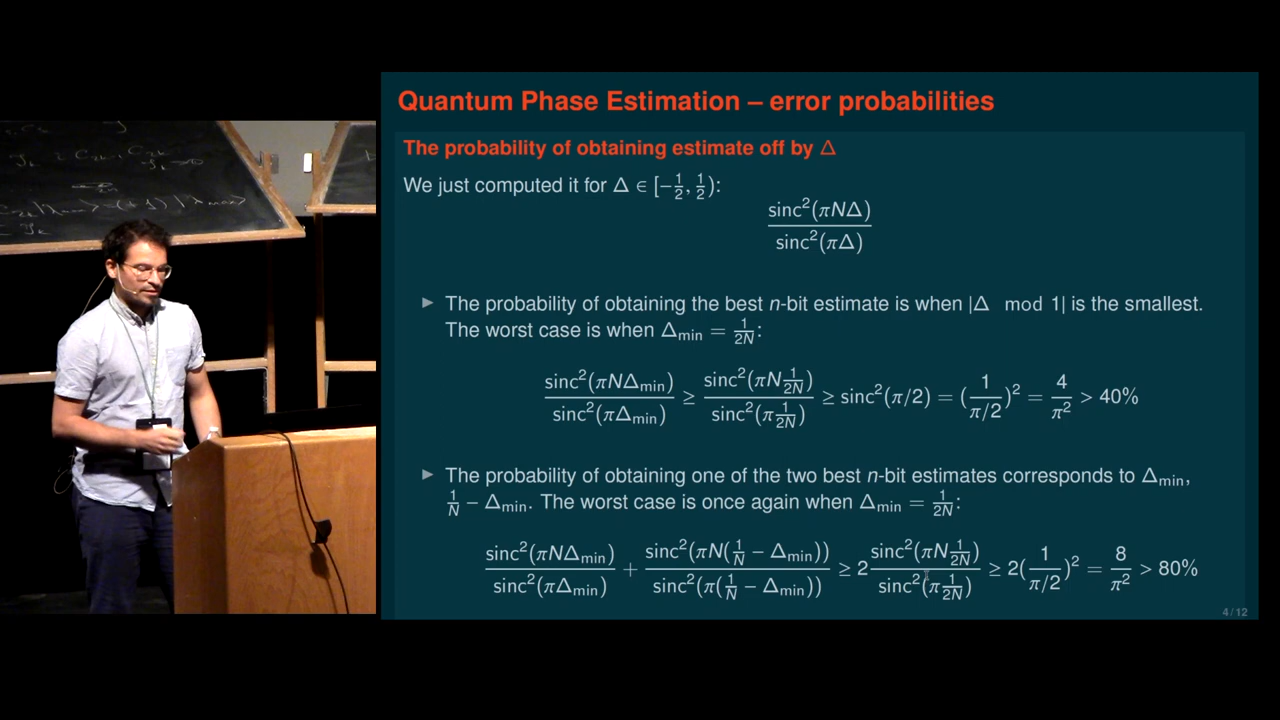 Quantum Phase Estimation – error probabilities
The probability of obtaining estimate off by Δ
We just computed it for Δ ∈ [−1/2, 1/2):
sinc²(πNΔ) / sinc²(πΔ)
► The probability of obtaining the best n-bit estimate is when |Δ mod 1| is the smallest.
The worst case is when Δmin = 1/2N:
sinc²(πNΔmin) / sinc²(πΔmin) ≥ sinc²(πN 1/2N) / sinc²(π 1/2N) ≥ sinc²(π/2) = (1 / π/2)² = 4/π² > 40%
► The probability of obtaining one of the two best n-bit estimates corresponds to Δmin,
1/N − Δmin. The worst case is once again when Δmin = 1/2N:
sinc²(πNΔmin) / sinc²(πΔmin) + sinc²(πN(1/N − Δmin)) / sinc²(π(1/N − Δmin)) ≥ 2 sinc²(πN 1/2N) / sinc²(π 1/2N) ≥ 2(1 / π/2)² = 8/π² > 80%
4 / 12